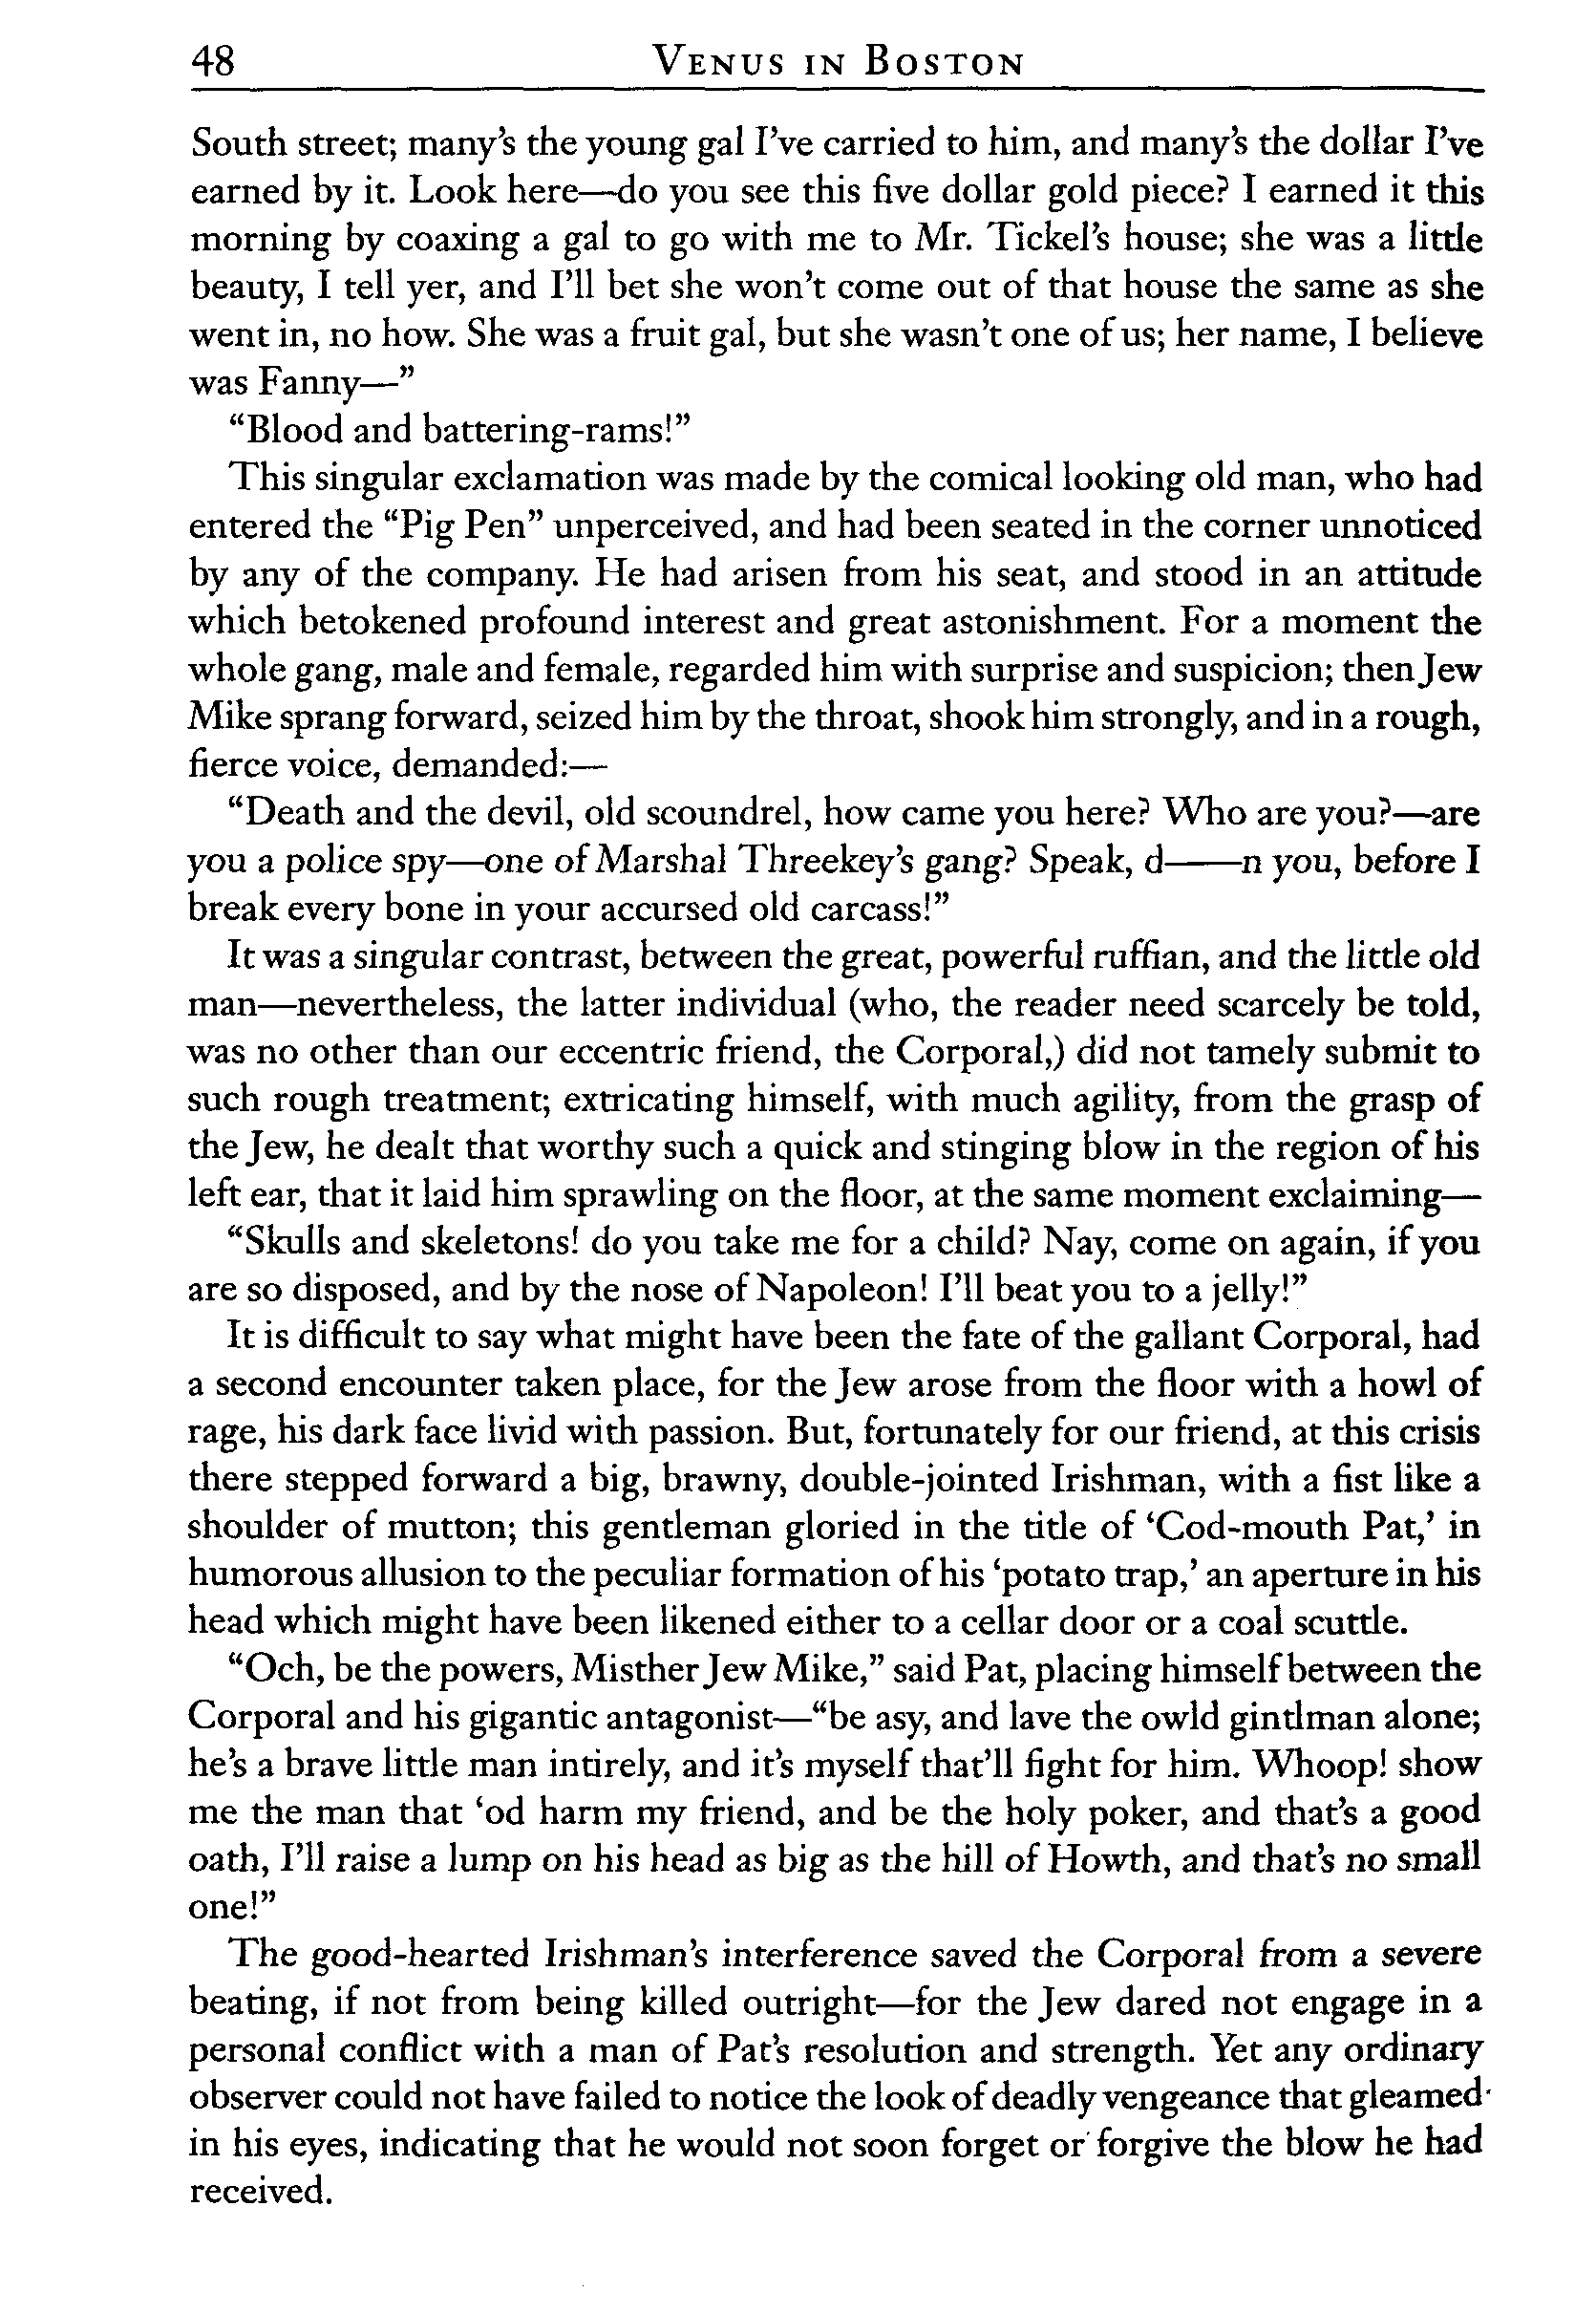 48
VENUS IN BOSTON
South street; many's the young gal I've carried to him, and many's the dollar I've
earned by it. Look here—do you see this five dollar gold piece? I earned it this
morning by coaxing a gal to go with me to Mr. Tickel's house; she was a little
beauty, I tell yer, and I'll bet she won't come out of that house the same as she
went in, no how. She was a fruit gal, but she wasn't one of us; her name, I believe
was Fanny—”
“Blood and battering-rams!”
This singular exclamation was made by the comical looking old man, who had
entered the “Pig Pen” unperceived, and had been seated in the corner unnoticed
by any of the company. He had arisen from his seat, and stood in an attitude
which betokened profound interest and great astonishment. For a moment the
whole gang, male and female, regarded him with surprise and suspicion; then Jew
Mike sprang forward, seized him by the throat, shook him strongly, and in a rough,
fierce voice, demanded:—
“Death and the devil, old scoundrel, how came you here? Who are you?—are
you a police spy—one of Marshal Threekey's gang? Speak, d——n you, before I
break every bone in your accursed old carcass!”
It was a singular contrast, between the great, powerful ruffian, and the little old
man—nevertheless, the latter individual (who, the reader need scarcely be told,
was no other than our eccentric friend, the Corporal,) did not tamely submit to
such rough treatment; extricating himself, with much agility, from the grasp of
the Jew, he dealt that worthy such a quick and stinging blow in the region of his
left ear, that it laid him sprawling on the floor, at the same moment exclaiming—
“Skulls and skeletons! do you take me for a child? Nay, come on again, if you
are so disposed, and by the nose of Napoleon! I'll beat you to a jelly!”
It is difficult to say what might have been the fate of the gallant Corporal, had
a second encounter taken place, for the Jew arose from the floor with a howl of
rage, his dark face livid with passion. But, fortunately for our friend, at this crisis
there stepped forward a big, brawny, double-jointed Irishman, with a fist like a
shoulder of mutton; this gentleman gloried in the title of ‘Cod-mouth Pat,’ in
humorous allusion to the peculiar formation of his ‘potato trap,’ an aperture in his
head which might have been likened either to a cellar door or a coal scuttle.
“Och, be the powers, Misther Jew Mike,” said Pat, placing himself between the
Corporal and his gigantic antagonist—“be asy, and lave the owld gintlman alone;
he's a brave little man intirely, and it's myself that'll fight for him. Whoop! show
me the man that ‘od harm my friend, and be the holy poker, and that's a good
oath, I'll raise a lump on his head as big as the hill of Howth, and that's no small
one!”
The good-hearted Irishman's interference saved the Corporal from a severe
beating, if not from being killed outright—for the Jew dared not engage in a
personal conflict with a man of Pat's resolution and strength. Yet any ordinary
observer could not have failed to notice the look of deadly vengeance that gleamed
in his eyes, indicating that he would not soon forget or forgive the blow he had
received.